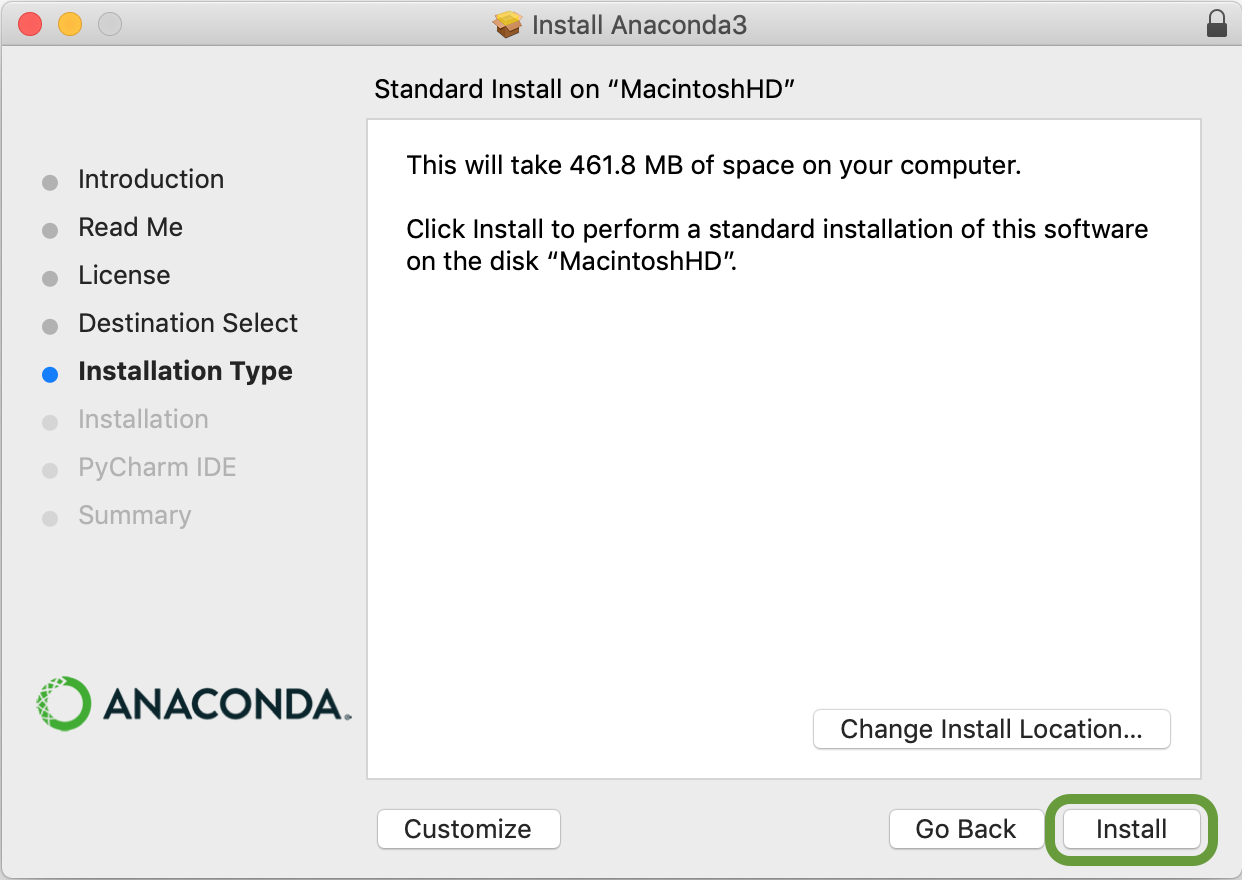 Install Anaconda3
Standard Install on “MacintoshHD”
Introduction
Read Me
License
Destination Select
Installation Type
Installation
PyCharm IDE
Summary
This will take 461.8 MB of space on your computer.
Click Install to perform a standard installation of this software
on the disk “MacintoshHD”.
ANACONDA.
Change Install Location...
Customize
Go Back
Install